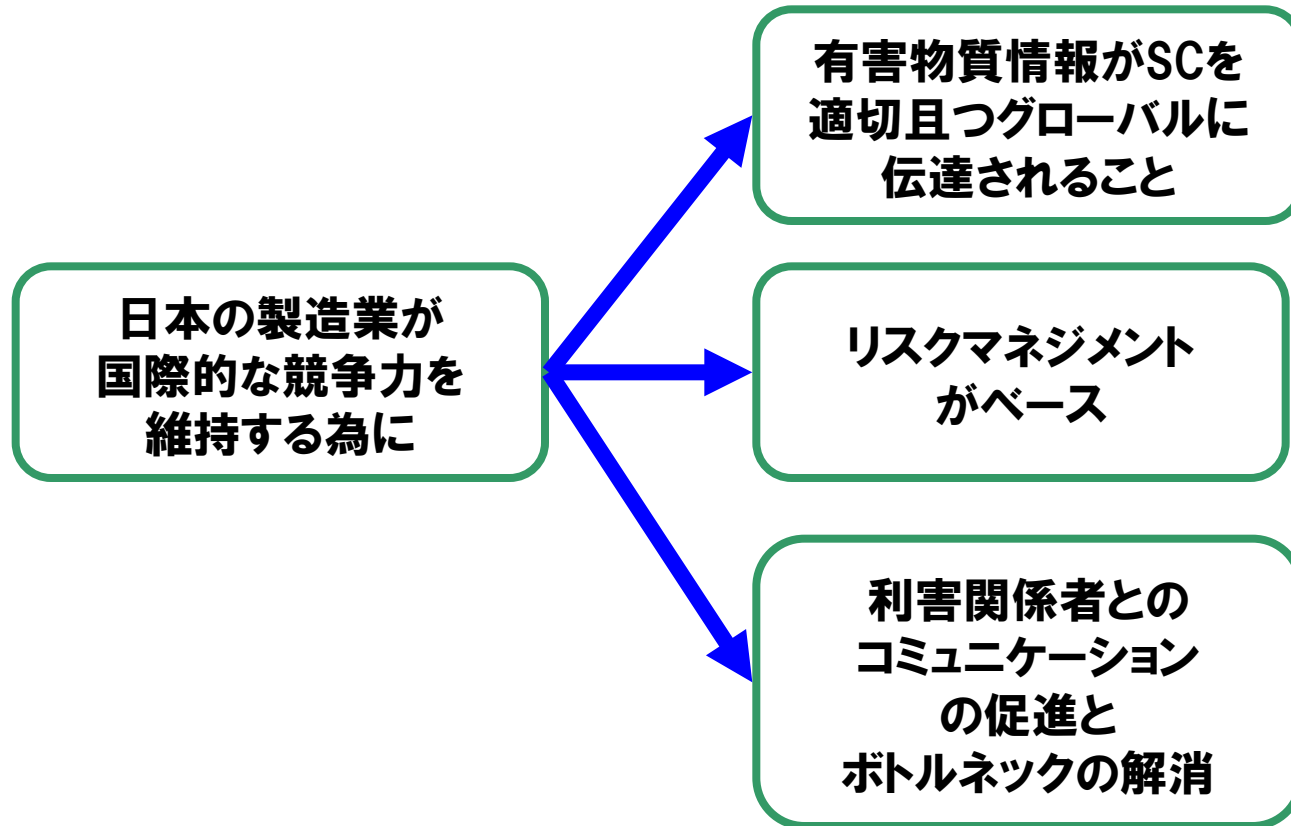 日本の製造業が
国際的な競争力を
維持する為に
有害物質情報がSCを
適切且つグローバルに
伝達されること
リスクマネジメント
がベース
利害関係者との
コミュニケーション
の促進と
ボトルネックの解消